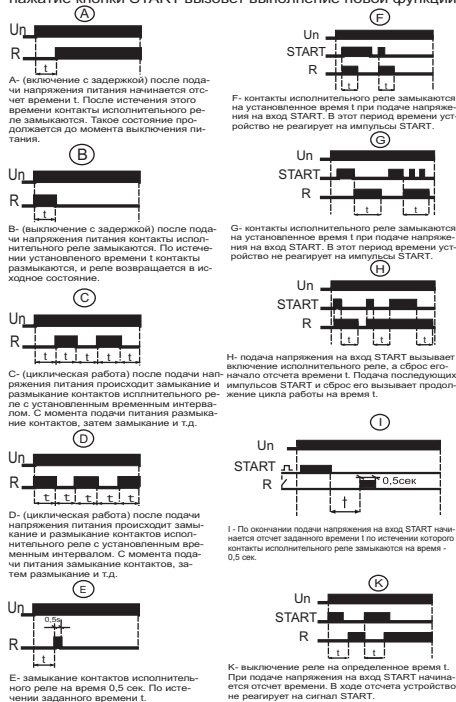 нажатие кнопки START вызовет выполнение новой функции
A
Un
R
t
A- (включение с задержкой) после пода-
чи напряжения питания начинается отс-
чет времени t. После истечения этого
времени контакты исполнительного ре-
ле замыкаются. Такое состояние про-
должается до момента выключения пи-
тания.
B
Un
R
t
B- (выключение с задержкой) после пода-
чи напряжения питания контакты испол-
нительного реле замыкаются. По истече-
нии установленого времени t контакты
размыкаются, и реле возвращается в ис-
ходное состояние.
C
Un
R
t t t t t
C- (циклическая работа) после подачи нап-
ряжения питания происходит замыкание и
размыкание контактов исплнительного ре-
ле с установленным временным интерва-
лом. С момента подачи питания размыка-
ние контактов, затем замыкание и т.д.
D
Un
R
t t t t t
D- (циклическая работа) после подачи
напряжения питания происходит замы-
кание и размыкание контактов испол-
нительного реле с установленным вре-
менным интервалом. С момента пода-
чи питания замыкание контактов, за-
тем размыкание и т.д.
E
Un
0,5s
R
t
E- замыкание контактов исполнитель-
ного реле на время 0,5 сек. По исте-
чении заданного времени t.
F
Un
START
R
t t
F- контакты исполнительного реле замыкаются
на установленное время t при подаче напряже-
ния на вход START. В этот период времени уст-
ройство не реагирует на импульсы START.
G
Un
START
R
t t
G- контакты исполнительного реле замыкаются
на установленное время t при подаче напряже-
ния на вход START. В этот период времени уст-
ройство не реагирует на импульсы START.
H
Un
START
R
t t t
H- подача напряжения на вход START вызывает
включение исполнительного реле, а сброс его-
начало отсчета времени t. Подача последующих
импульсов START и сброс его вызывает продол-
жение цикла работы на время t.
I
Un
START
R
0,5сек
t
I - По окончании подачи напряжения на вход START начи-
нается отсчет заданного времени t по истечении которого
контакты исполнительного реле замыкаются на время -
0,5 сек.
K
Un
START
R
t t
K- выключение реле на определенное время t.
При подаче напряжения на вход START начина-
ется отсчет времени. В ходе отсчета устройство
не реагирует на сигнал START.